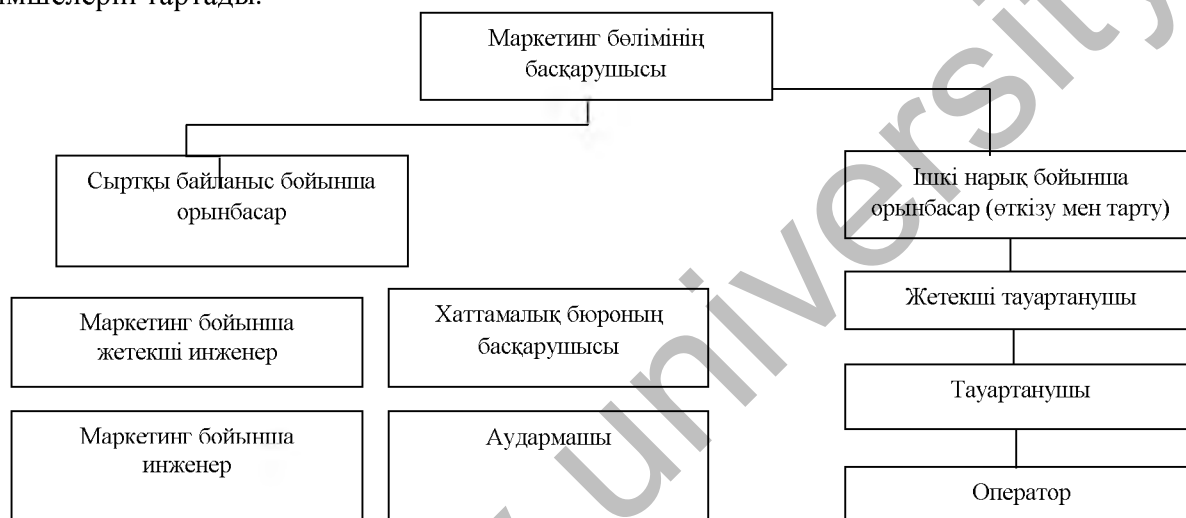 Маркетинг бөлімінің
басқарушысы
Сыртқы байланыс бойынша
орынбасар
Ішкі нарық бойынша
орынбасар (өткізу мен тарту)
Маркетинг бойынша
жетекші инженер
Хаттамалық бюроның
басқарушысы
Жетекші тауартанушы
Тауартанушы
Маркетинг бойынша
инженер
Аудармашы
Оператор
university